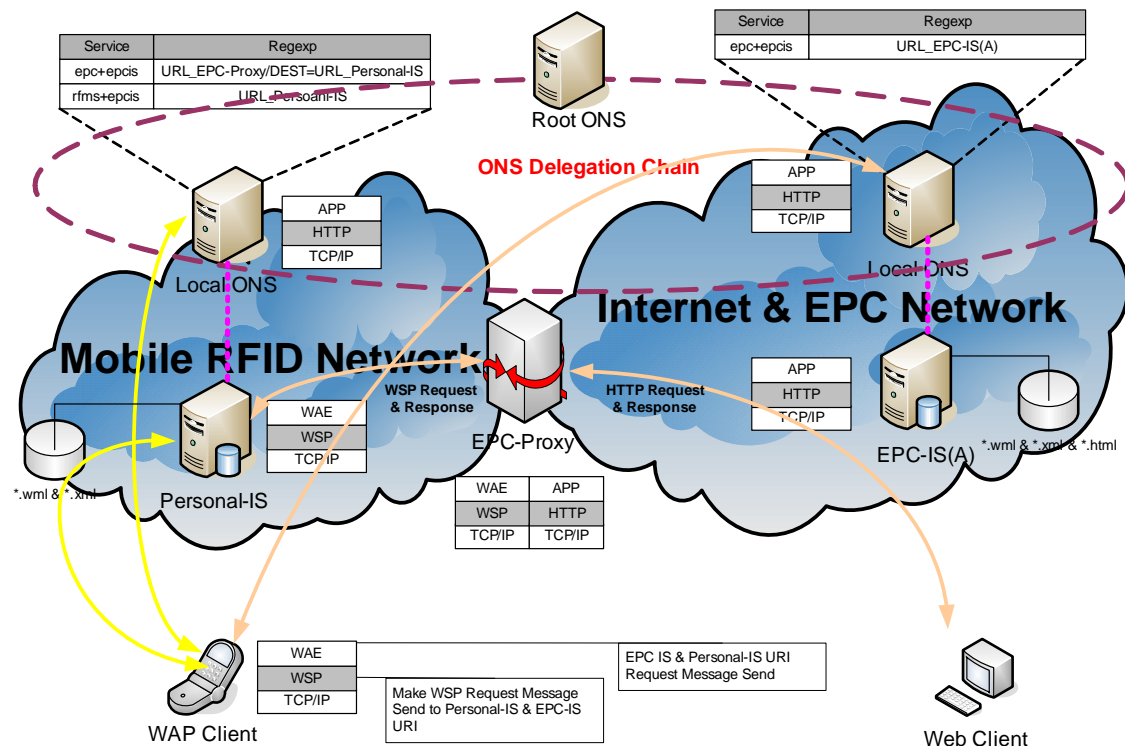 Service Regexp
epc+epcis URL_EPC-Proxy/DEST=URL_Personal-IS
rfms+epcis URL_Persoanl-IS
Service Regexp
epc+epcis URL_EPC-IS(A)
Root ONS
ONS Delegation Chain
APP
HTTP
TCP/IP
Local ONS
APP
HTTP
TCP/IP
Local ONS
Mobile RFID Network
Internet & EPC Network
WSP Request
& Response
HTTP Request
& Response
EPC-Proxy
WAE
WSP
TCP/IP
Personal-IS
*.wml & *.xml
APP
HTTP
TCP/IP
EPC-IS(A)
*.wml & *.xml & *.html
WAE APP
WSP HTTP
TCP/IP TCP/IP
WAE
WSP
TCP/IP
WAP Client
EPC IS & Personal-IS URI
Request Message Send
Make WSP Request Message
Send to Personal-IS & EPC-IS
URI
Web Client